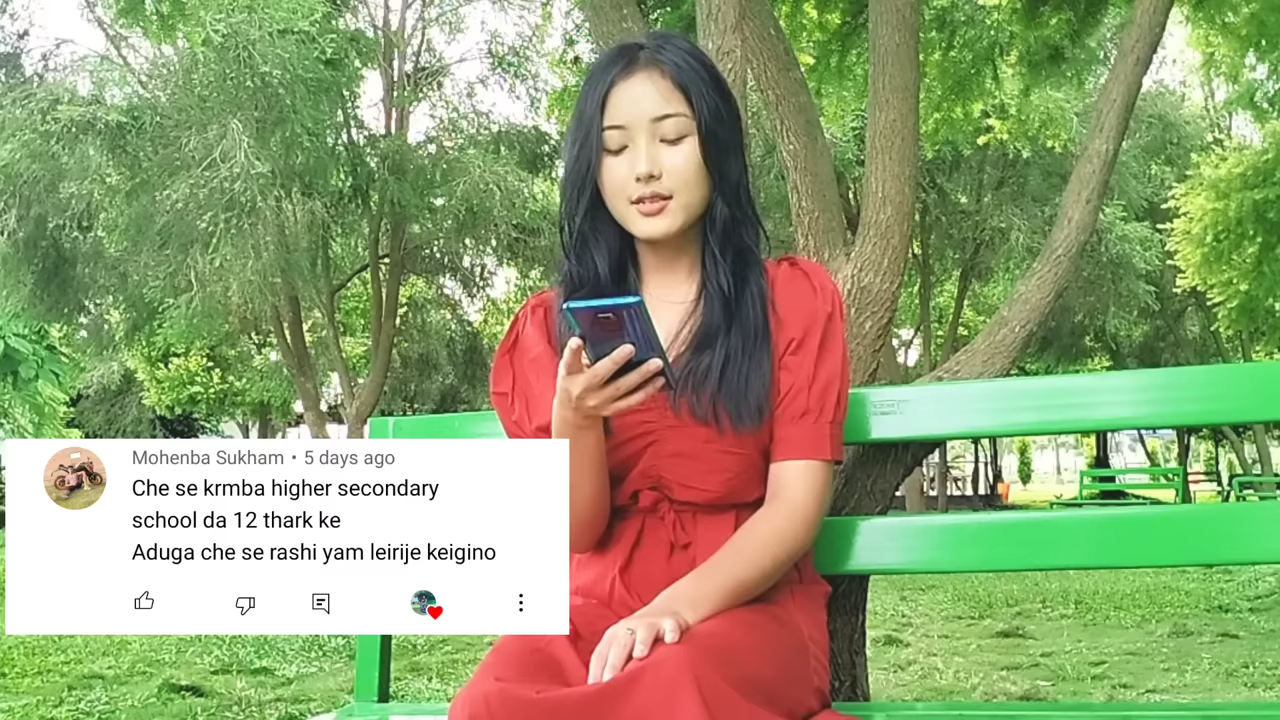 Mohenba Sukham • 5 days ago
Che se krmba higher secondary
school da 12 thark ke
Aduga che se rashi yam leirije keigino